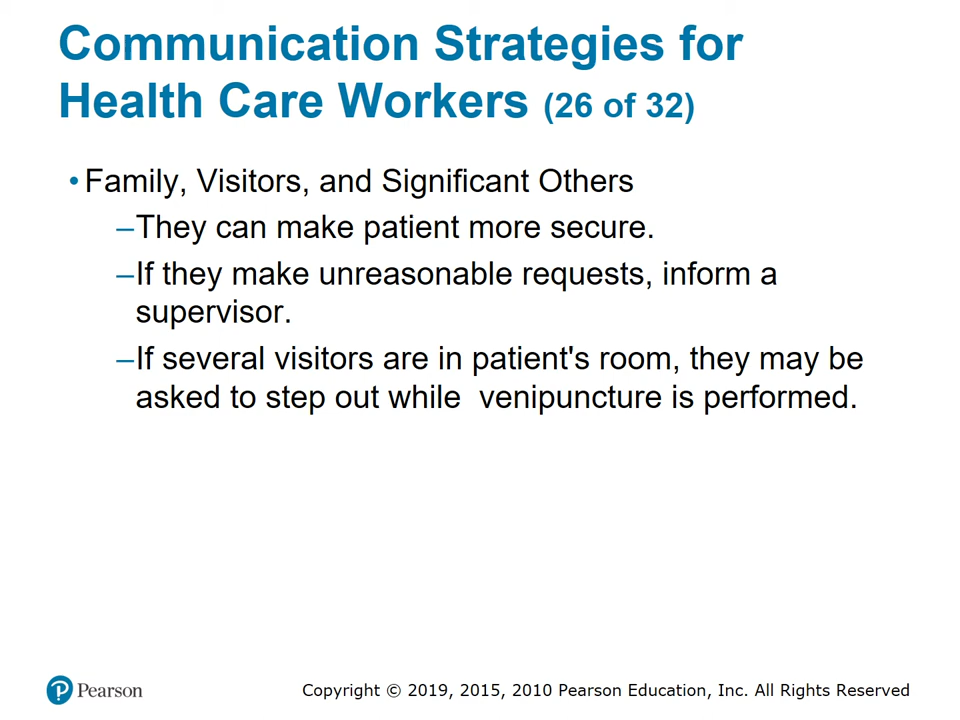 Communication Strategies for
Health Care Workers (26 of 32)
• Family, Visitors, and Significant Others
–They can make patient more secure.
–If they make unreasonable requests, inform a
supervisor.
–If several visitors are in patient's room, they may be
asked to step out while  venipuncture is performed.
Pearson
Copyright © 2019, 2015, 2010 Pearson Education, Inc. All Rights Reserved